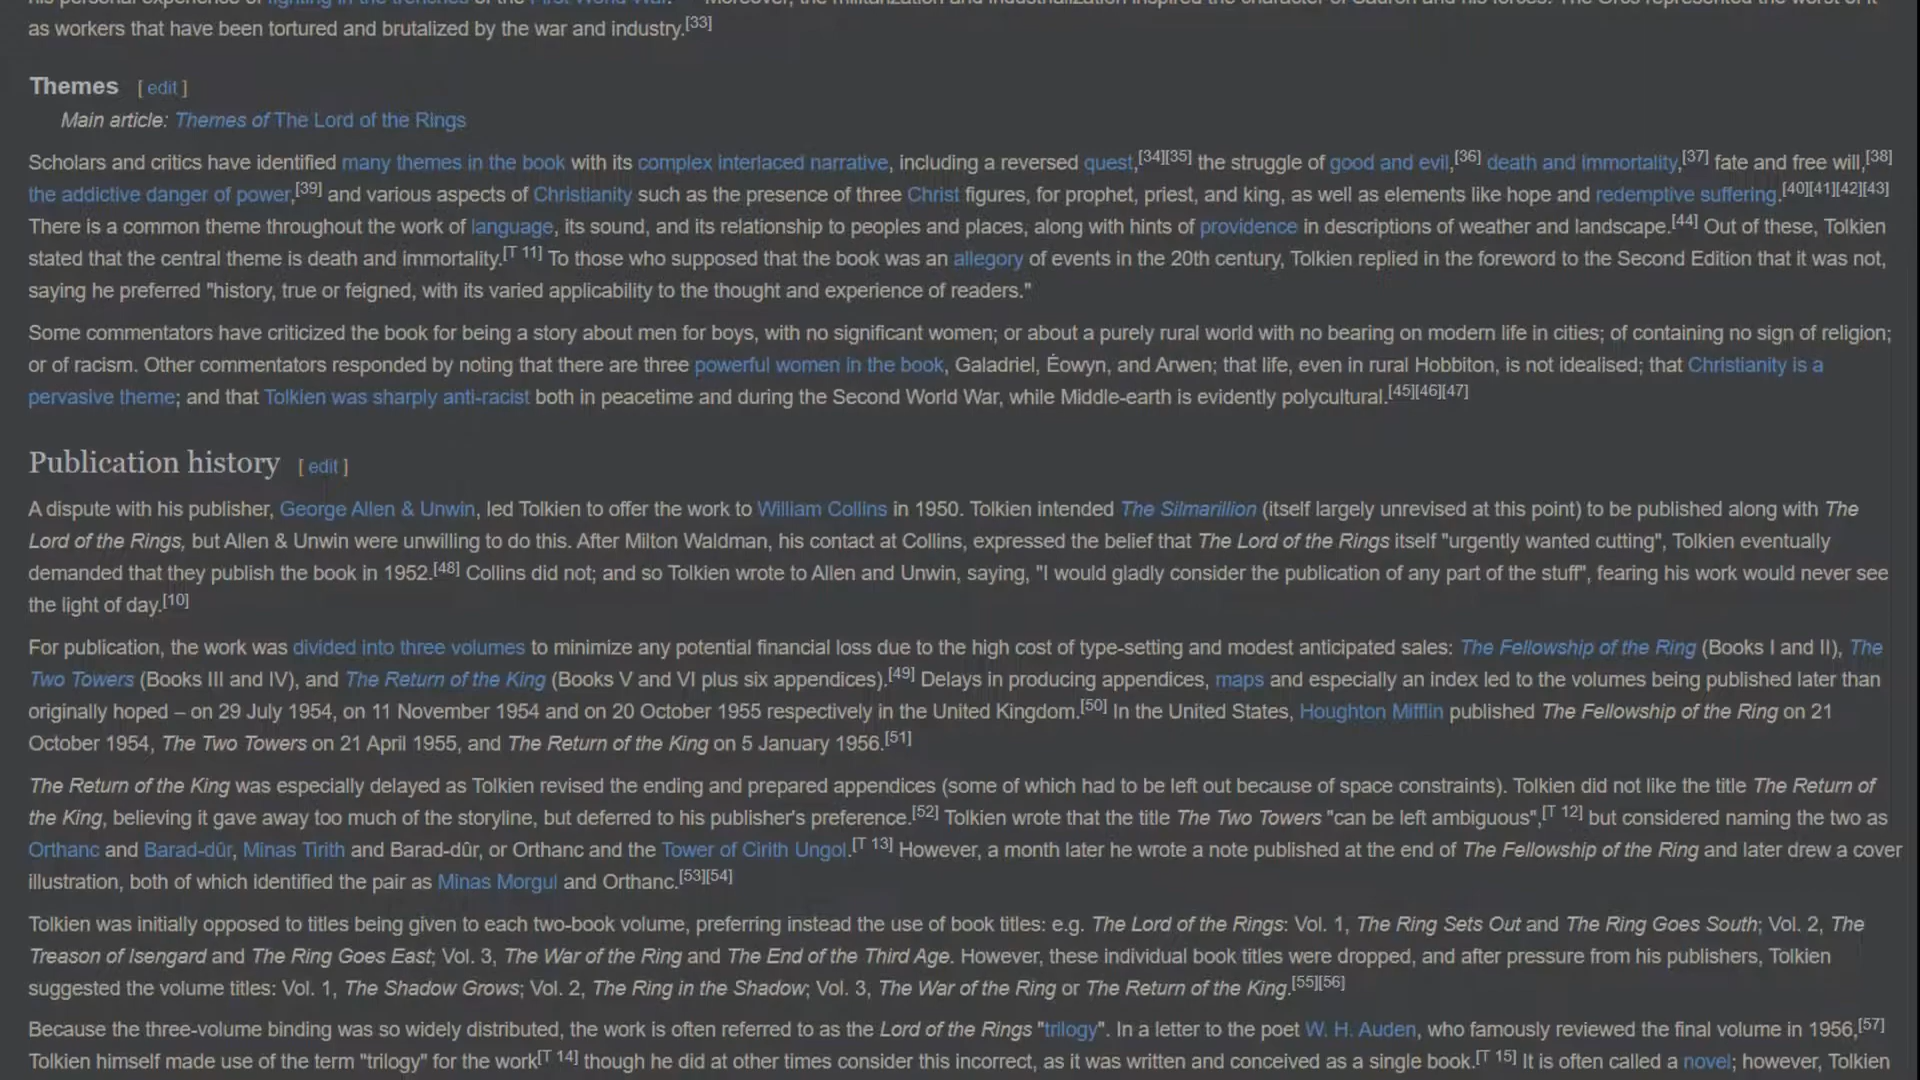 as workers that have been tortured and brutalized by the war and industry.[33]
Themes [ edit ]
Main article: Themes of The Lord of the Rings
Scholars and critics have identified many themes in the book with its complex interlaced narrative, including a reversed quest,[34][35] the struggle of good and evil,[36] death and immortality,[37] fate and free will,[38]
the addictive danger of power,[39] and various aspects of Christianity such as the presence of three Christ figures, for prophet, priest, and king, as well as elements like hope and redemptive suffering.[40][41][42][43]
There is a common theme throughout the work of language, its sound, and its relationship to peoples and places, along with hints of providence in descriptions of weather and landscape.[44] Out of these, Tolkien
stated that the central theme is death and immortality.[T 11] To those who supposed that the book was an allegory of events in the 20th century, Tolkien replied in the foreword to the Second Edition that it was not,
saying he preferred "history, true or feigned, with its varied applicability to the thought and experience of readers."
Some commentators have criticized the book for being a story about men for boys, with no significant women; or about a purely rural world with no bearing on modern life in cities; of containing no sign of religion;
or of racism. Other commentators responded by noting that there are three powerful women in the book, Galadriel, Éowyn, and Arwen; that life, even in rural Hobbiton, is not idealised; that Christianity is a
pervasive theme; and that Tolkien was sharply anti-racist both in peacetime and during the Second World War, while Middle-earth is evidently polycultural.[45][46][47]
Publication history [ edit ]
A dispute with his publisher, George Allen & Unwin, led Tolkien to offer the work to William Collins in 1950. Tolkien intended The Silmarillion (itself largely unrevised at this point) to be published along with The
Lord of the Rings, but Allen & Unwin were unwilling to do this. After Milton Waldman, his contact at Collins, expressed the belief that The Lord of the Rings itself "urgently wanted cutting", Tolkien eventually
demanded that they publish the book in 1952.[48] Collins did not; and so Tolkien wrote to Allen and Unwin, saying, "I would gladly consider the publication of any part of the stuff", fearing his work would never see
the light of day.[10]
For publication, the work was divided into three volumes to minimize any potential financial loss due to the high cost of type-setting and modest anticipated sales: The Fellowship of the Ring (Books I and II), The
Two Towers (Books III and IV), and The Return of the King (Books V and VI plus six appendices).[49] Delays in producing appendices, maps and especially an index led to the volumes being published later than
originally hoped – on 29 July 1954, on 11 November 1954 and on 20 October 1955 respectively in the United Kingdom.[50] In the United States, Houghton Mifflin published The Fellowship of the Ring on 21
October 1954, The Two Towers on 21 April 1955, and The Return of the King on 5 January 1956.[51]
The Return of the King was especially delayed as Tolkien revised the ending and prepared appendices (some of which had to be left out because of space constraints). Tolkien did not like the title The Return of
the King, believing it gave away too much of the storyline, but deferred to his publisher's preference.[52] Tolkien wrote that the title The Two Towers "can be left ambiguous",[T 12] but considered naming the two as
Orthanc and Barad-dûr, Minas Tirith and Barad-dûr, or Orthanc and the Tower of Cirith Ungol.[T 13] However, a month later he wrote a note published at the end of The Fellowship of the Ring and later drew a cover
illustration, both of which identified the pair as Minas Morgul and Orthanc.[53][54]
Tolkien was initially opposed to titles being given to each two-book volume, preferring instead the use of book titles: e.g. The Lord of the Rings: Vol. 1, The Ring Sets Out and The Ring Goes South; Vol. 2, The
Treason of Isengard and The Ring Goes East; Vol. 3, The War of the Ring and The End of the Third Age. However, these individual book titles were dropped, and after pressure from his publishers, Tolkien
suggested the volume titles: Vol. 1, The Shadow Grows; Vol. 2, The Ring in the Shadow; Vol. 3, The War of the Ring or The Return of the King.[55][56]
Because the three-volume binding was so widely distributed, the work is often referred to as the Lord of the Rings "trilogy". In a letter to the poet W. H. Auden, who famously reviewed the final volume in 1956,[57]
Tolkien himself made use of the term "trilogy" for the work[T 14] though he did at other times consider this incorrect, as it was written and conceived as a single book.[T 15] It is often called a novel; however, Tolkien